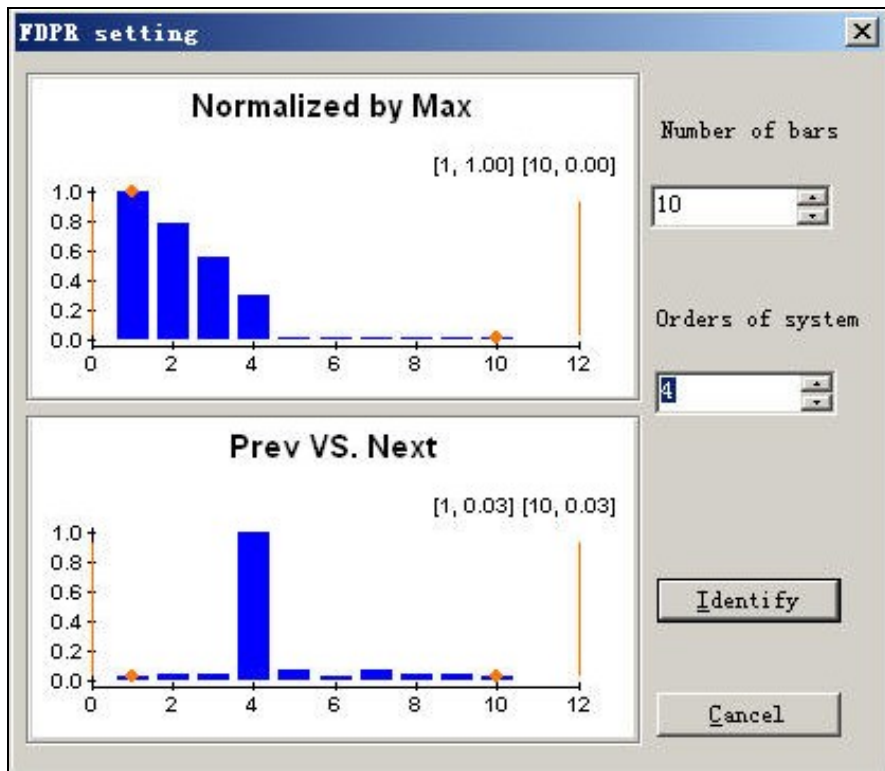 FDPR setting
Normalized by Max
[1, 1.00] [10, 0.00]
1.0
0.8
0.6
0.4
0.2
0.0
0 2 4 6 8 10 12
Prev VS. Next
[1, 0.03] [10, 0.03]
1.0
0.8
0.6
0.4
0.2
0.0
0 2 4 6 8 10 12
Number of bars
10
Orders of system
4
Identify
Cancel